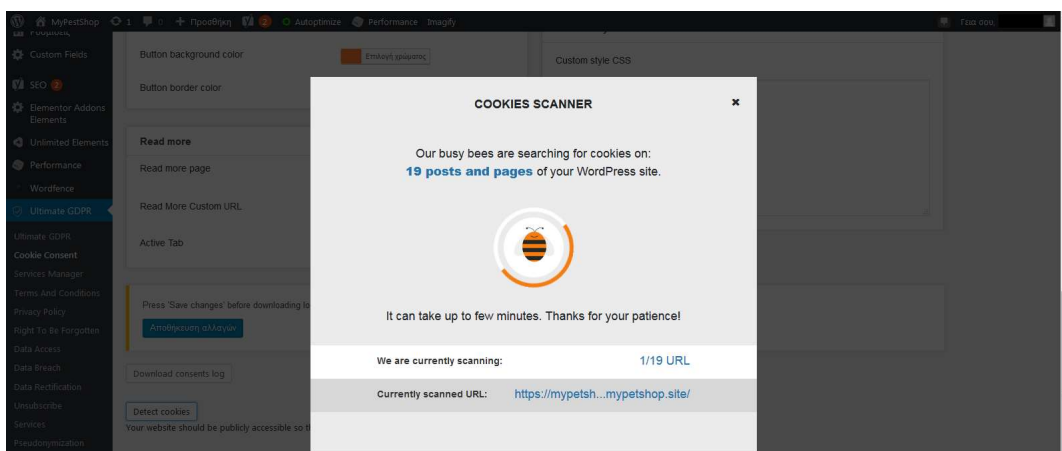 MyPestShop 1 0 Προσθήκη 2 Autoptimize Performance Imagify Γεια σου,
Ρυθμίσεις
Custom Fields
SEO 2
Elementor Addons
Elements
Unlimited Elements
Performance
Wordfence
Ultimate GDPR
Ultimate GDPR
Cookie Consent
Services Manager
Terms And Conditions
Privacy Policy
Right To Be Forgotten
Data Access
Data Breach
Data Rectification
Unsubscribe
Services
Pseudonymization
Button background color
Επιλογή χρώματος
Button border color
Read more
Read more page
Read More Custom URL
Active Tab
Press 'Save changes' before downloading lo
Αποθήκευση αλλαγών
Download consents log
Detect cookies
Your website should be publicly accessible so t
Custom style CSS
COOKIES SCANNER
Our busy bees are searching for cookies on:
19 posts and pages of your WordPress site.
It can take up to few minutes. Thanks for your patience!
We are currently scanning: 1/19 URL
Currently scanned URL: https://mypetsh...mypetshop.site/